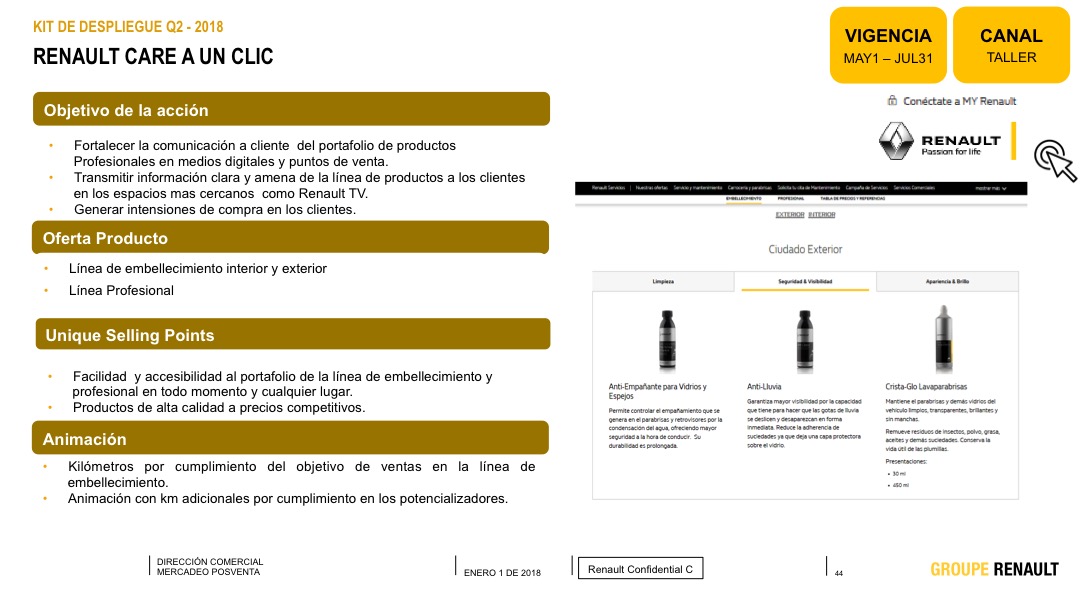 KIT DE DESPLIEGUE Q2 - 2018
RENAULT CARE A UN CLIC
VIGENCIA
MAY1 – JUL31
CANAL
TALLER
Objetivo de la acción
• Fortalecer la comunicación a cliente del portafolio de productos
Profesionales en medios digitales y puntos de venta.
• Transmitir información clara y amena de la línea de productos a los clientes
en los espacios mas cercanos como Renault TV.
• Generar intensiones de compra en los clientes.
Oferta Producto
• Línea de embellecimiento interior y exterior
• Línea Profesional
Unique Selling Points
• Facilidad y accesibilidad al portafolio de la línea de embellecimiento y
profesional en todo momento y cualquier lugar.
• Productos de alta calidad a precios competitivos.
Animación
• Kilómetros por cumplimiento del objetivo de ventas en la línea de
embellecimiento.
• Animación con km adicionales por cumplimiento en los potencializadores.
Conéctate a MY Renault
RENAULT
Passion for life
Renault Servicios | Nuestras ofertas Servicio y mantenimiento Carrocería y parabrisas Solicita tu cita de Mantenimiento Campaña de Servicios Servicios Comerciales mostrar más
EMBELLECIMIENTO PROFESIONAL TABLA DE PRECIOS Y REFERENCIAS
EXTERIOR INTERIOR
Ciudado Exterior
Limpieza
Seguridad & Visibilidad
Apariencia & Brillo
Anti-Empañante para Vidrios y
Espejos
Permite controlar el empañamiento que se
genera en el parabrisas y retrovisores por la
condensación del agua, ofreciendo mayor
seguridad a la hora de conducir. Su
durabilidad es prolongada.
Anti-Lluvia
Garantiza mayor visibilidad por la capacidad
que tiene para hacer que las gotas de lluvia
se deslicen y desaparezcan en forma
inmediata. Reduce la adherencia de
suciedades ya que deja una capa protectora
sobre el vidrio.
Crista-Glo Lavaparabrisas
Mantiene el parabrisas y demás vidrios del
vehículo limpios, transparentes, brillantes y
sin manchas.
Remueve residuos de insectos, polvo, grasa,
aceites y demás suciedades. Conserva la
vida útil de las plumillas.
Presentaciones:
• 30 ml
• 450 ml
DIRECCIÓN COMERCIAL
MERCADEO POSVENTA
ENERO 1 DE 2018
Renault Confidential C
44
GROUPE RENAULT